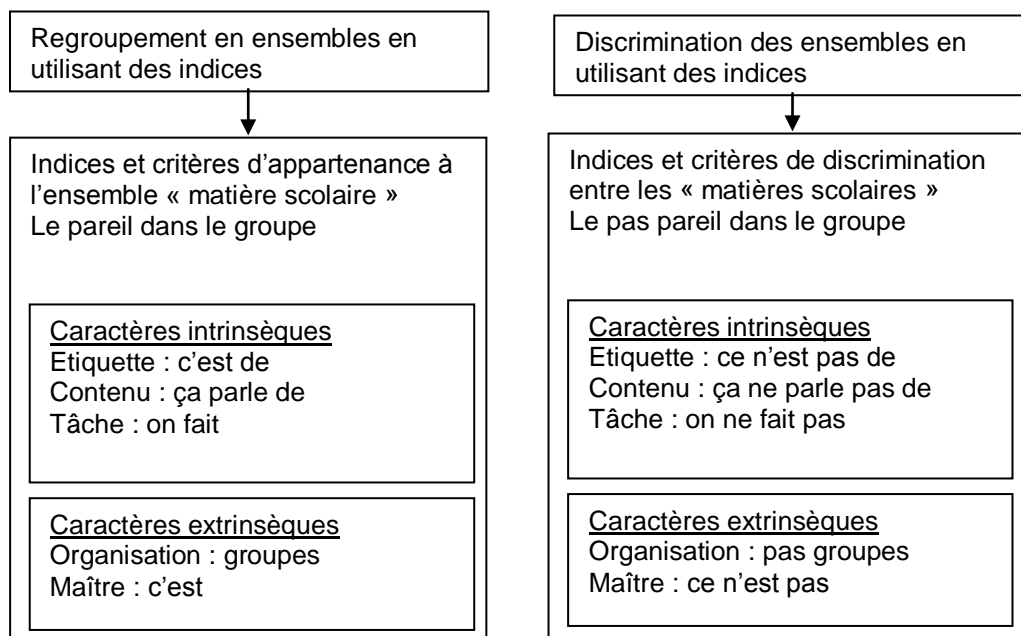 Regroupement en ensembles en
utilisant des indices
Indices et critères d'appartenance à
l'ensemble « matière scolaire »
Le pareil dans le groupe
Caractères intrinsèques
Etiquette : c'est de
Contenu : ça parle de
Tâche : on fait
Caractères extrinsèques
Organisation : groupes
Maître : c'est
Discrimination des ensembles en
utilisant des indices
Indices et critères de discrimination
entre les « matières scolaires »
Le pas pareil dans le groupe
Caractères intrinsèques
Etiquette : ce n'est pas de
Contenu : ça ne parle pas de
Tâche : on ne fait pas
Caractères extrinsèques
Organisation : pas groupes
Maître : ce n'est pas